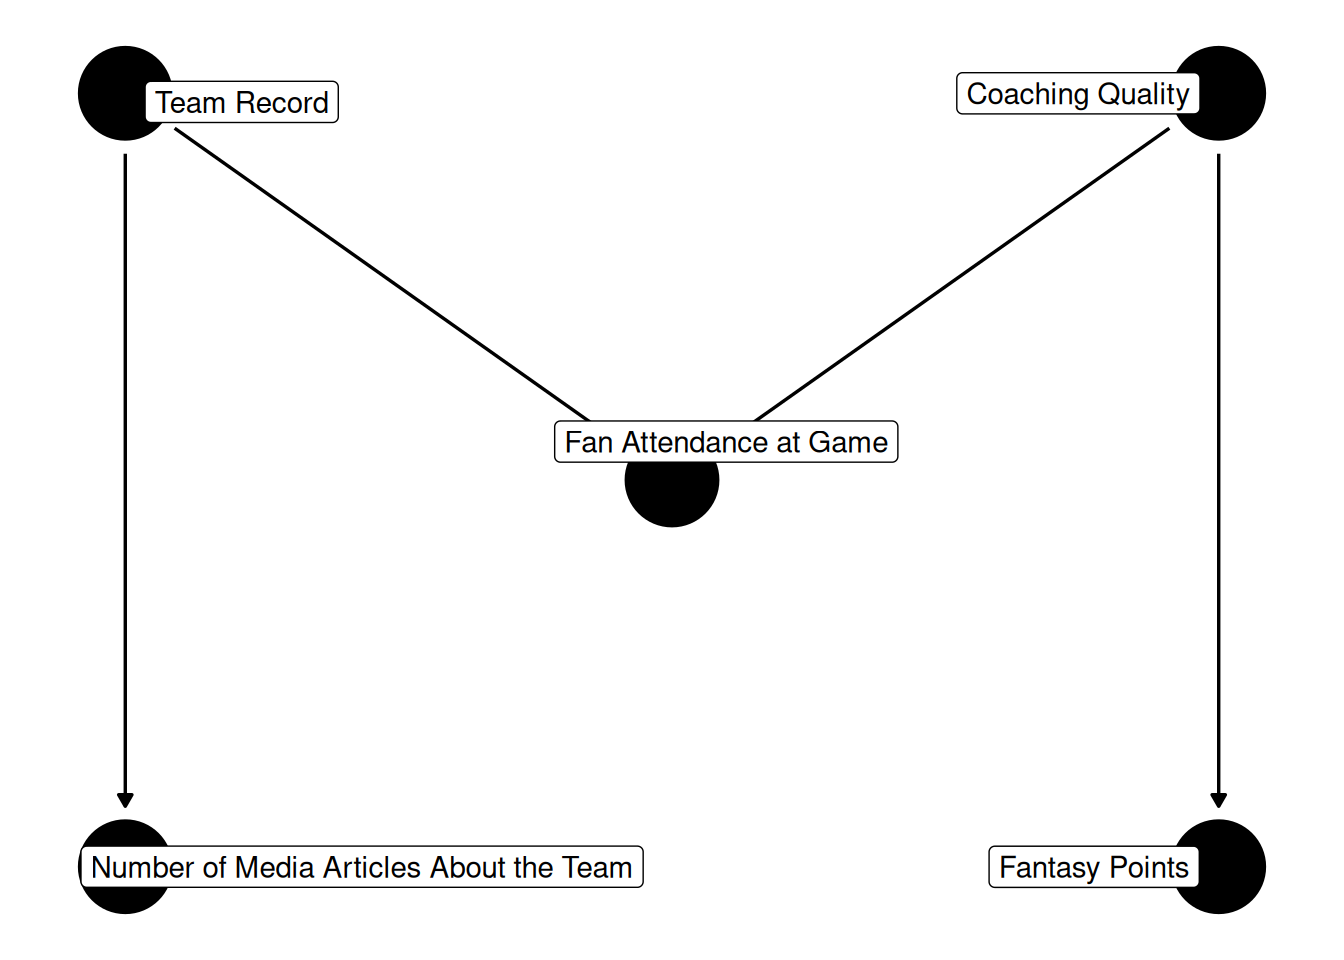 Team Record
Coaching Quality
Fan Attendance at Game
Number of Media Articles About the Team
Fantasy Points